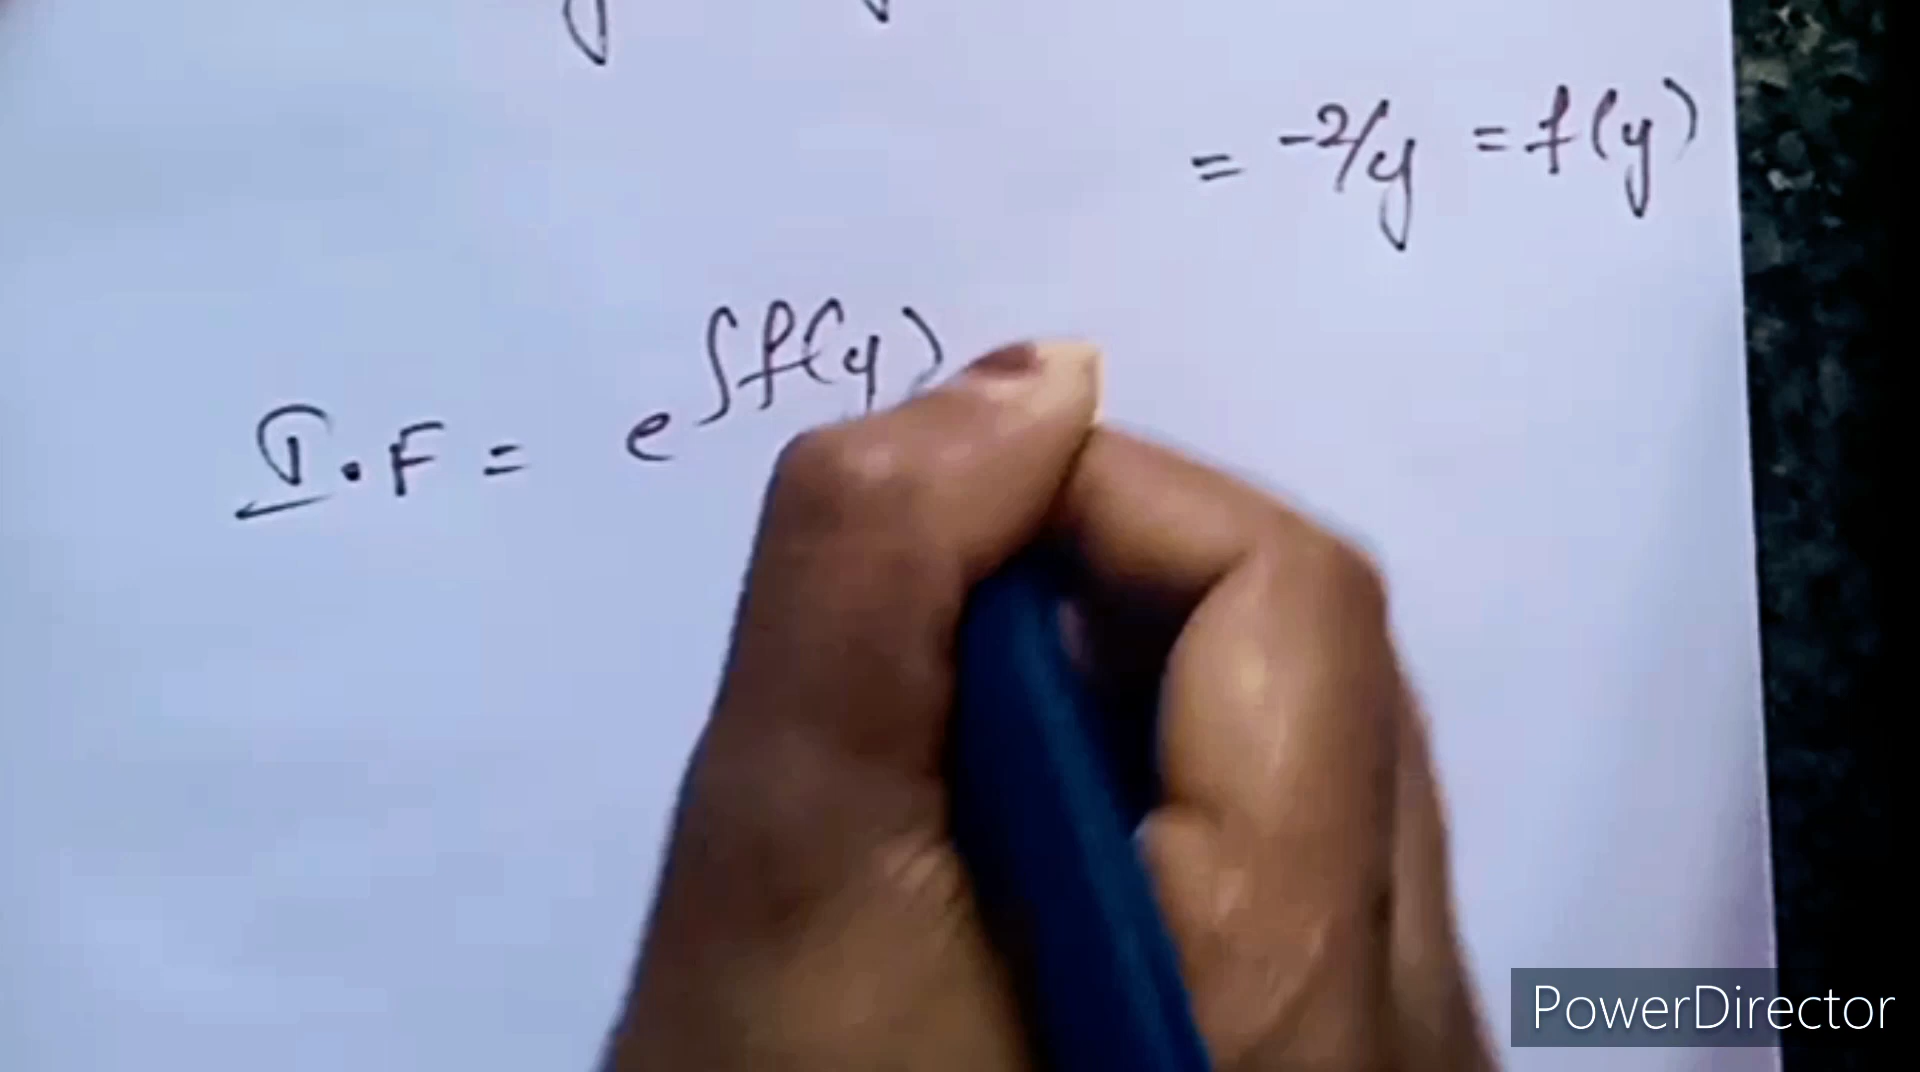 = -2/y = f(y)
I.F = e^∫f(y)
PowerDirector